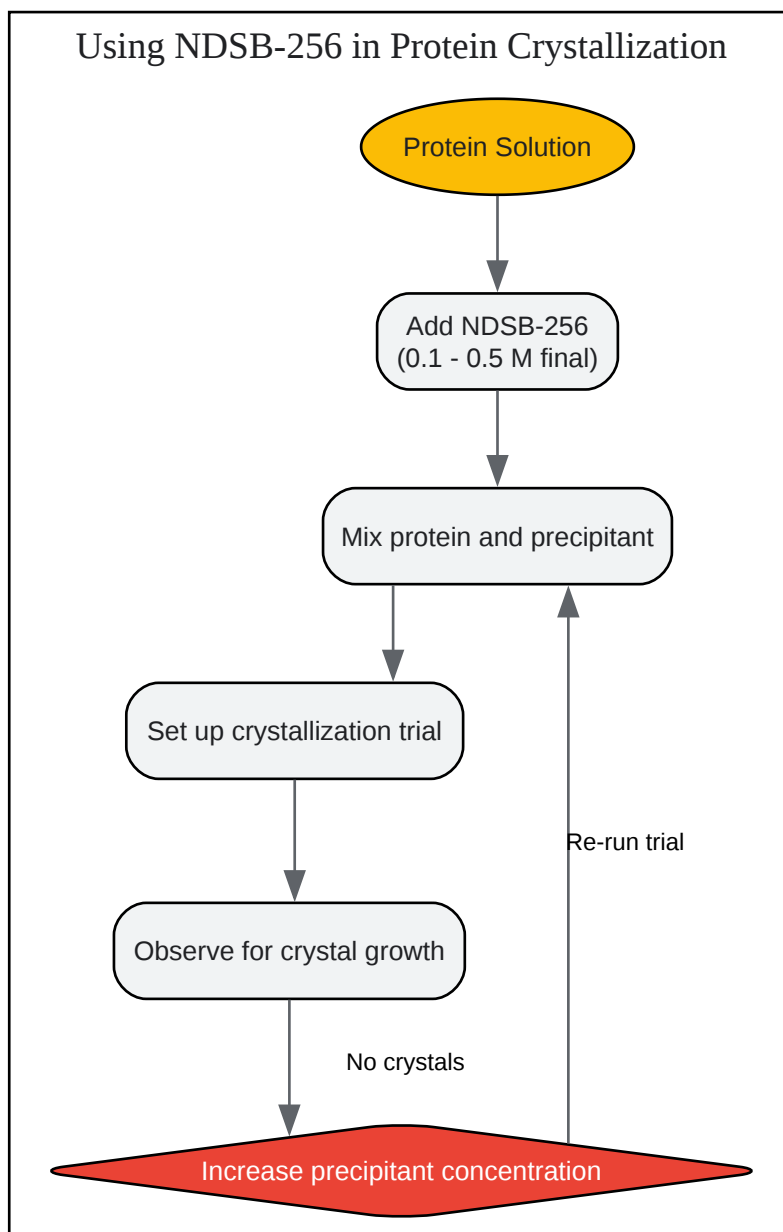 Using NDSB-256 in Protein Crystallization
Protein Solution
Add NDSB-256
(0.1 - 0.5 M final)
Mix protein and precipitant
Set up crystallization trial
Re-run trial
Observe for crystal growth
No crystals
Increase precipitant concentration